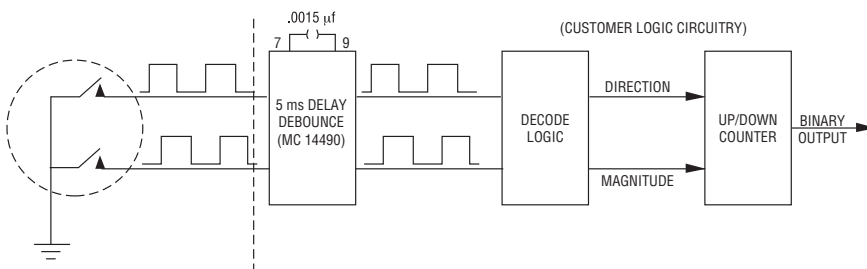 .0015 µf
7 9
(CUSTOMER LOGIC CIRCUITRY)
5 ms DELAY
DEBOUNCE
(MC 14490)
DECODE
LOGIC
DIRECTION
MAGNITUDE
UP/DOWN
COUNTER
BINARY
OUTPUT